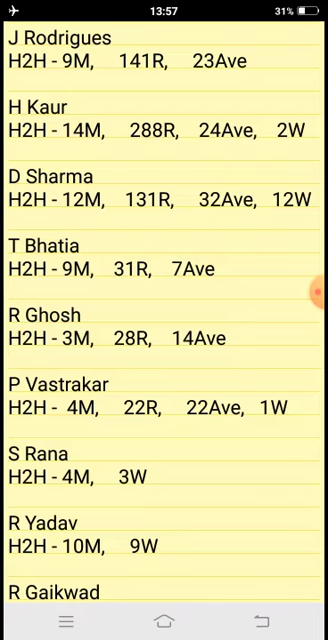 13:57
31%
J Rodrigues
H2H - 9M, 141R, 23Ave
H Kaur
H2H - 14M, 288R, 24Ave, 2W
D Sharma
H2H - 12M, 131R, 32Ave, 12W
T Bhatia
H2H - 9M, 31R, 7Ave
R Ghosh
H2H - 3M, 28R, 14Ave
P Vastrakar
H2H - 4M, 22R, 22Ave, 1W
S Rana
H2H - 4M, 3W
R Yadav
H2H - 10M, 9W
R Gaikwad